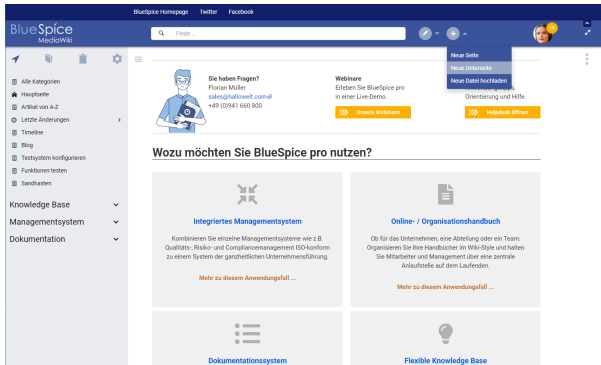 BlueSpice Homepage Twitter Facebook
BlueSpice
MediaWiki
Finde ...
Neue Seite
Neue Unterseite
Neue Datei hochladen
Alle Kategorien
Hauptseite
Artikel von A-Z
Letzte Änderungen
Timeline
Blog
Testsystem konfigurieren
Funktionen testen
Sandkasten
Knowledge Base
Managementsystem
Dokumentation
Sie haben Fragen?
Florian Müller
sales@hallowelt.com
+49 (0)941 660 800
Webinare
Erleben Sie BlueSpice pro
in einer Live-Demo.
Unsere Webinare
Orientierung und Hilfe.
Helpdesk öffnen
Wozu möchten Sie BlueSpice pro nutzen?
Integriertes Managementsystem
Kombinieren Sie einzelne Managementsysteme wie z.B.
Qualitäts-, Risiko- und Compliancemanagement ISO-konform
zu einem System der ganzheitlichen Unternehmensführung.
Mehr zu diesem Anwendungsfall ...
Online- / Organisationshandbuch
Ob für das Unternehmen, eine Abteilung oder ein Team:
Organisieren Sie Ihre Handbücher im Wiki-Style und halten
Sie Mitarbeiter und Management über eine zentrale
Anlaufstelle auf dem Laufenden.
Mehr zu diesem Anwendungsfall ...
Dokumentationssystem
Flexible Knowledge Base